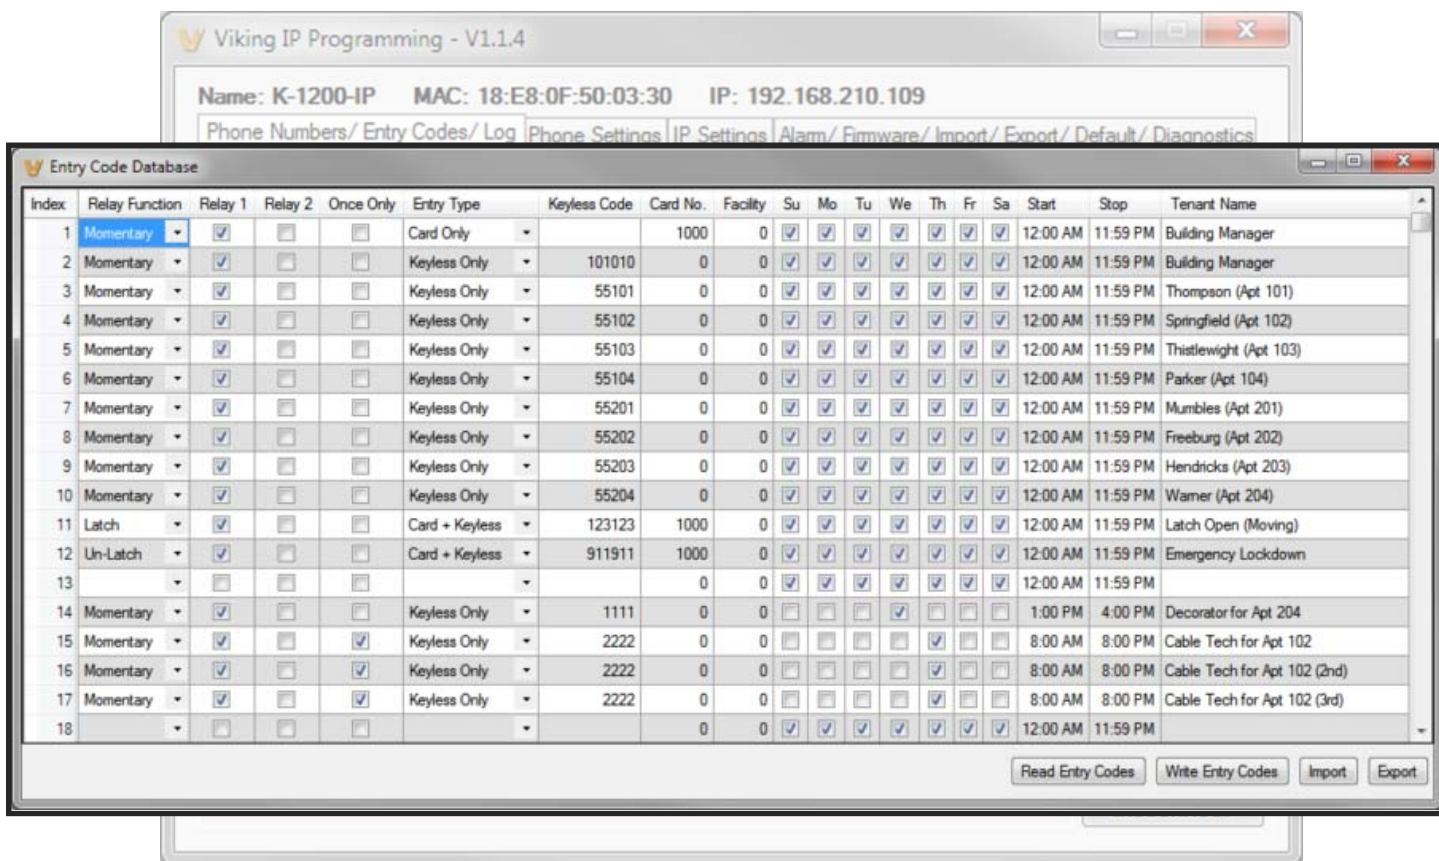 Viking IP Programming - V1.1.4
Name: K-1200-IP MAC: 18:E8:0F:50:03:30 IP: 192.168.210.109
Phone Numbers/ Entry Codes/ Log Phone Settings IP Settings Alarm/ Firmware/ Import/ Export/ Default/ Diagnostics
Entry Code Database
Index Relay Function Relay 1 Relay 2 Once Only Entry Type Keyless Code Card No. Facility Su Mo Tu We Th Fr Sa Start Stop Tenant Name
1 Momentary Card Only 1000 0 12:00 AM 11:59 PM Building Manager
2 Momentary Keyless Only 101010 0 0 12:00 AM 11:59 PM Building Manager
3 Momentary Keyless Only 55101 0 0 12:00 AM 11:59 PM Thompson (Apt 101)
4 Momentary Keyless Only 55102 0 0 12:00 AM 11:59 PM Springfield (Apt 102)
5 Momentary Keyless Only 55103 0 0 12:00 AM 11:59 PM Thistlewight (Apt 103)
6 Momentary Keyless Only 55104 0 0 12:00 AM 11:59 PM Parker (Apt 104)
7 Momentary Keyless Only 55201 0 0 12:00 AM 11:59 PM Mumbles (Apt 201)
8 Momentary Keyless Only 55202 0 0 12:00 AM 11:59 PM Freeburg (Apt 202)
9 Momentary Keyless Only 55203 0 0 12:00 AM 11:59 PM Hendricks (Apt 203)
10 Momentary Keyless Only 55204 0 0 12:00 AM 11:59 PM Warner (Apt 204)
11 Latch Card + Keyless 123123 1000 0 12:00 AM 11:59 PM Latch Open (Moving)
12 Un-Latch Card + Keyless 911911 1000 0 12:00 AM 11:59 PM Emergency Lockdown
13 0 0 12:00 AM 11:59 PM
14 Momentary Keyless Only 1111 0 0 1:00 PM 4:00 PM Decorator for Apt 204
15 Momentary Keyless Only 2222 0 0 8:00 AM 8:00 PM Cable Tech for Apt 102
16 Momentary Keyless Only 2222 0 0 8:00 AM 8:00 PM Cable Tech for Apt 102 (2nd)
17 Momentary Keyless Only 2222 0 0 8:00 AM 8:00 PM Cable Tech for Apt 102 (3rd)
18 0 0 12:00 AM 11:59 PM
Read Entry Codes Write Entry Codes Import Export